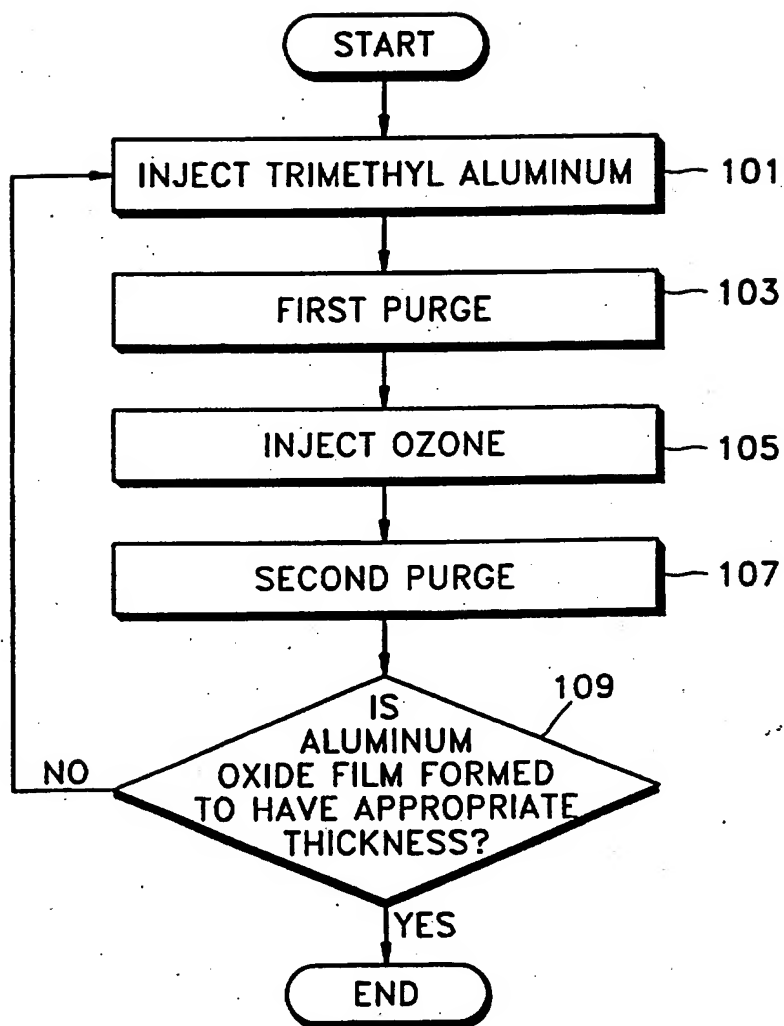 START
INJECT TRIMETHYL ALUMINUM
101
FIRST PURGE
103
INJECT OZONE
105
SECOND PURGE
107
109
IS
ALUMINUM
OXIDE FILM FORMED
TO HAVE APPROPRIATE
THICKNESS?
NO
YES
END